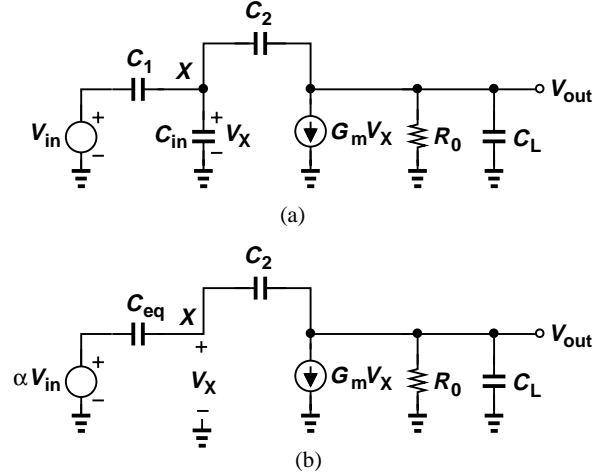 C2
C1
X
Vin
+
−
Cin
+
−
VX
GmVX
R0
CL
Vout
(a)
C2
Ceq
X
αVin
+
−
+
VX
−
GmVX
R0
CL
Vout
(b)